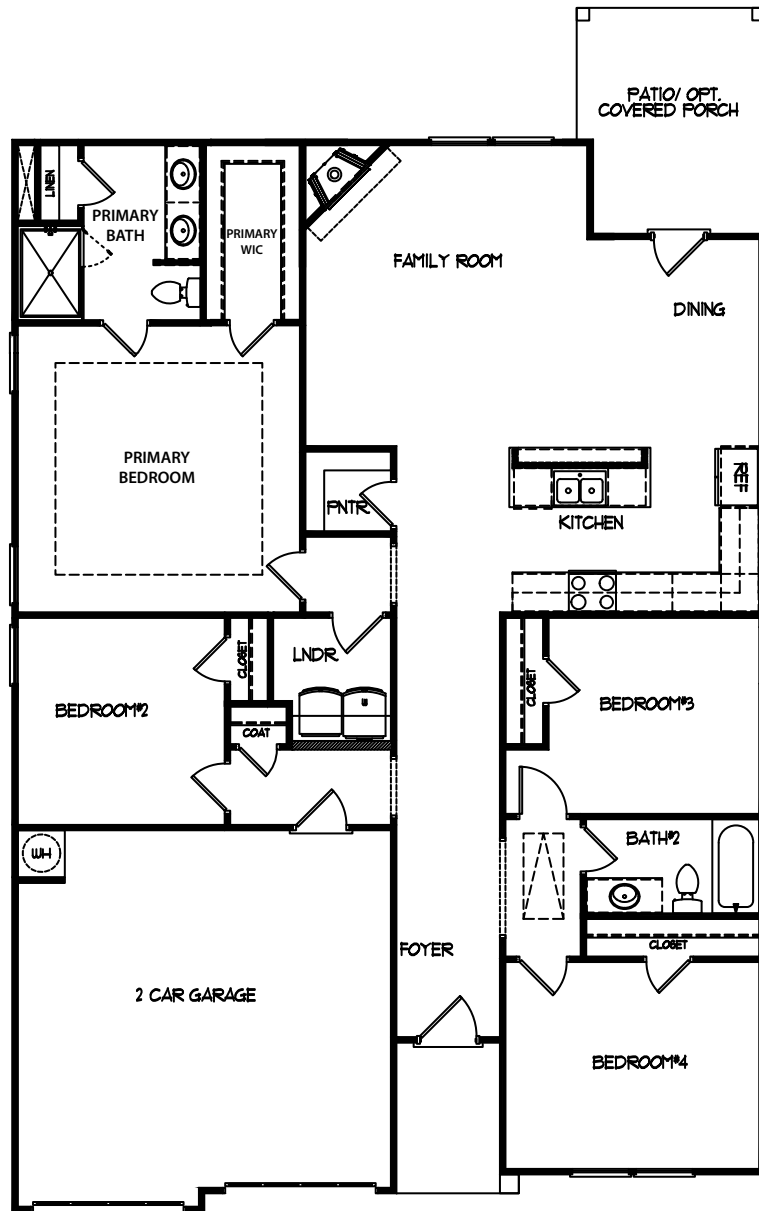 PATIO/ OPT.
COVERED PORCH
LINEN
PRIMARY
BATH
PRIMARY
WIC
FAMILY ROOM
DINING
PRIMARY
BEDROOM
PNTR
REF
KITCHEN
LNDR
CLOSET
BEDROOM#2
COAT
CLOSET
BEDROOM#3
WH
BATH#2
CLOSET
FOYER
2 CAR GARAGE
BEDROOM#4